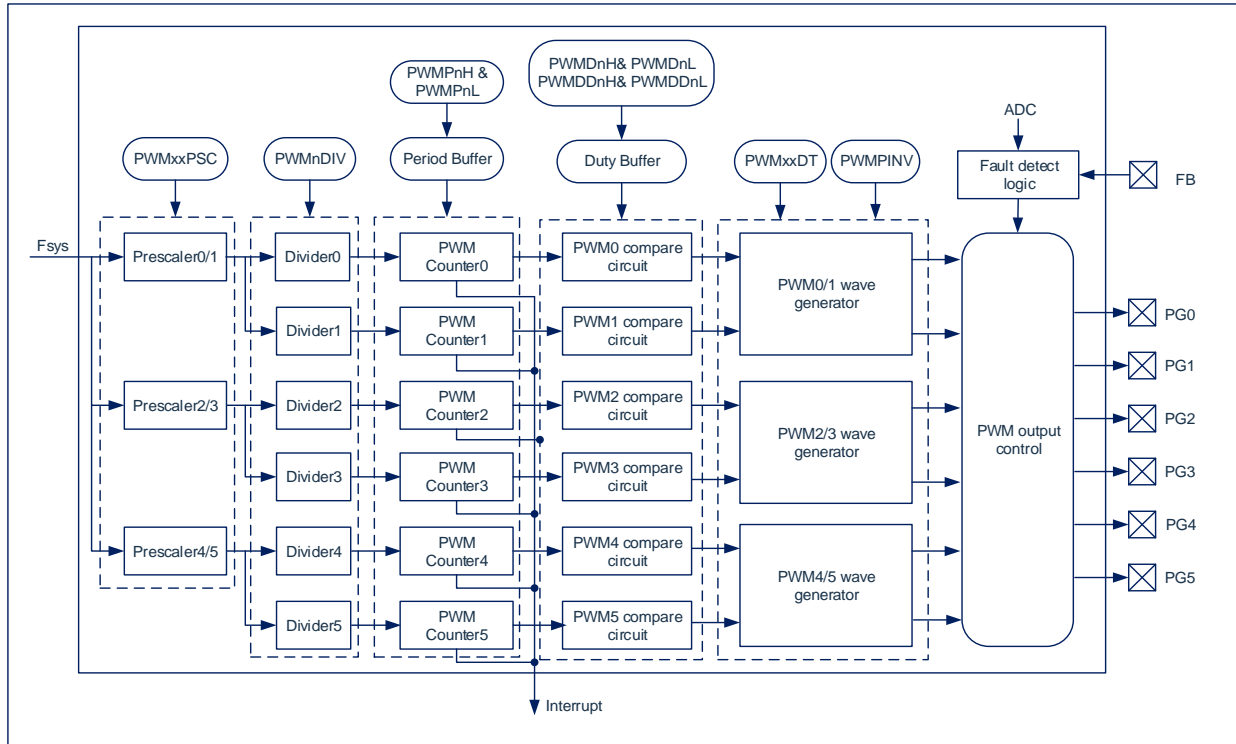 PWMPnH &
PWMPnL
PWMDnH& PWMDnL
PWMDDnH& PWMDDnL
ADC
PWMxxPSC
PWMnDIV
Period Buffer
Duty Buffer
PWMxxDT
PWMPINV
Fault detect
logic
FB
Fsys
Prescaler0/1
Divider0
PWM
Counter0
PWM0 compare
circuit
PWM0/1 wave
generator
Divider1
PWM
Counter1
PWM1 compare
circuit
PG0
PG1
Prescaler2/3
Divider2
PWM
Counter2
PWM2 compare
circuit
PWM2/3 wave
generator
PWM output
control
PG2
Divider3
PWM
Counter3
PWM3 compare
circuit
PG3
Prescaler4/5
Divider4
PWM
Counter4
PWM4 compare
circuit
PWM4/5 wave
generator
PG4
PG5
Divider5
PWM
Counter5
PWM5 compare
circuit
Interrupt